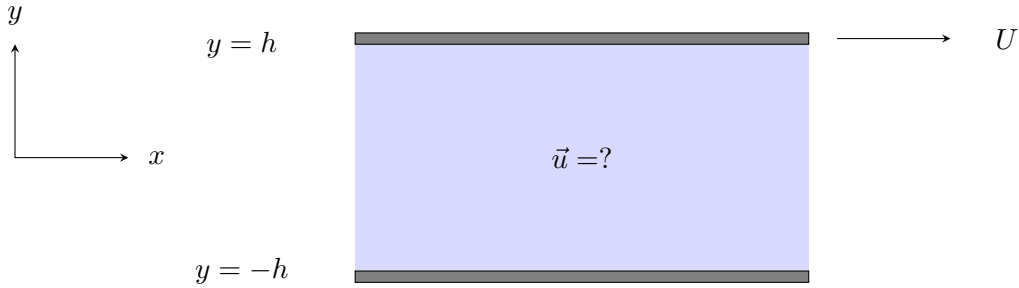 y
y = h
U
x
u⃗ =?
y = −h